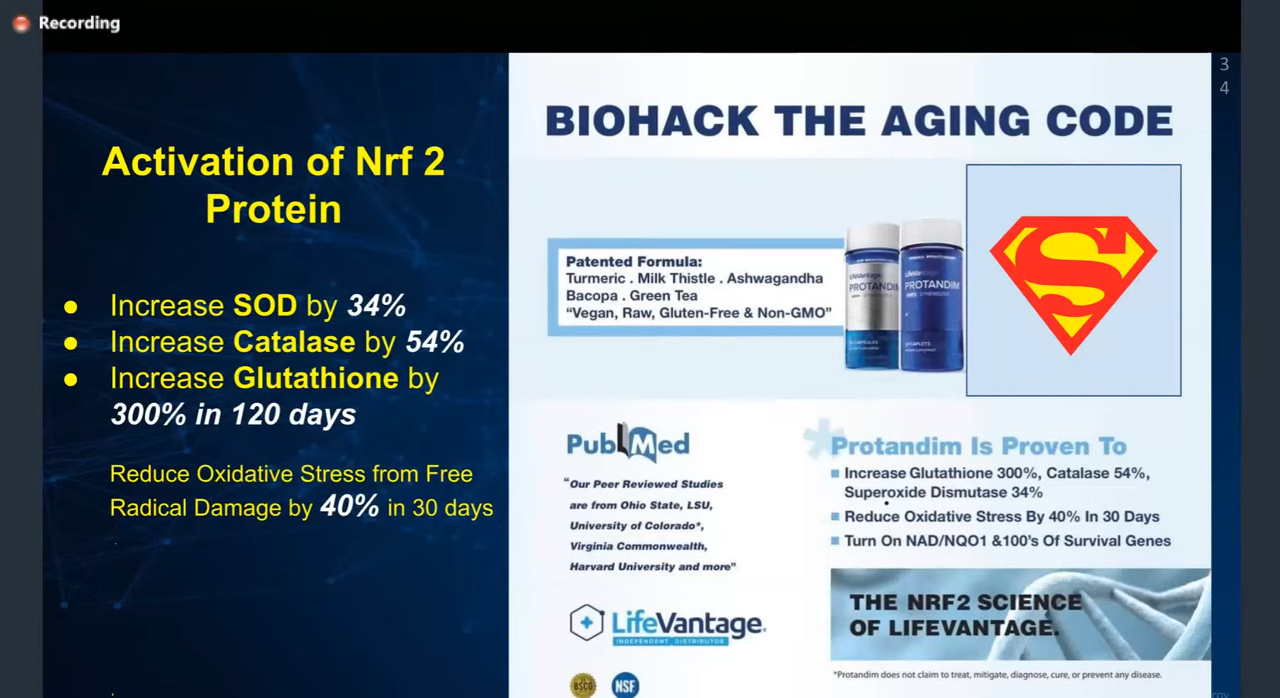 Recording
3
4
Activation of Nrf 2
Protein
● Increase SOD by 34%
● Increase Catalase by 54%
● Increase Glutathione by
300% in 120 days
Reduce Oxidative Stress from Free
Radical Damage by 40% in 30 days
BIOHACK THE AGING CODE
Patented Formula:
Turmeric . Milk Thistle . Ashwagandha
Bacopa . Green Tea
“Vegan, Raw, Gluten-Free & Non-GMO”
LifeVantage
PROTANDIM
LifeVantage
PROTANDIM
S
PubMed
“Our Peer Reviewed Studies
are from Ohio State, LSU,
University of Colorado*,
Virginia Commonwealth,
Harvard University and more”
LifeVantage.
INDEPENDENT DISTRIBUTOR
BSCG
NSF
*Protandim Is Proven To
Increase Glutathione 300%, Catalase 54%,
Superoxide Dismutase 34%
Reduce Oxidative Stress By 40% In 30 Days
Turn On NAD/NQO1 &100’s Of Survival Genes
THE NRF2 SCIENCE
OF LIFEVANTAGE.
*Protandim does not claim to treat, mitigate, diagnose, cure, or prevent any disease.